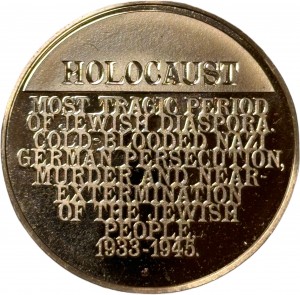 HOLOCAUST
MOST TRAGIC PERIOD
OF JEWISH DIASPORA.
COLD-BLOODED NAZI
GERMAN PERSECUTION,
MURDER AND NEAR-
EXTERMINATION
OF THE JEWISH
PEOPLE.
1933-1945.